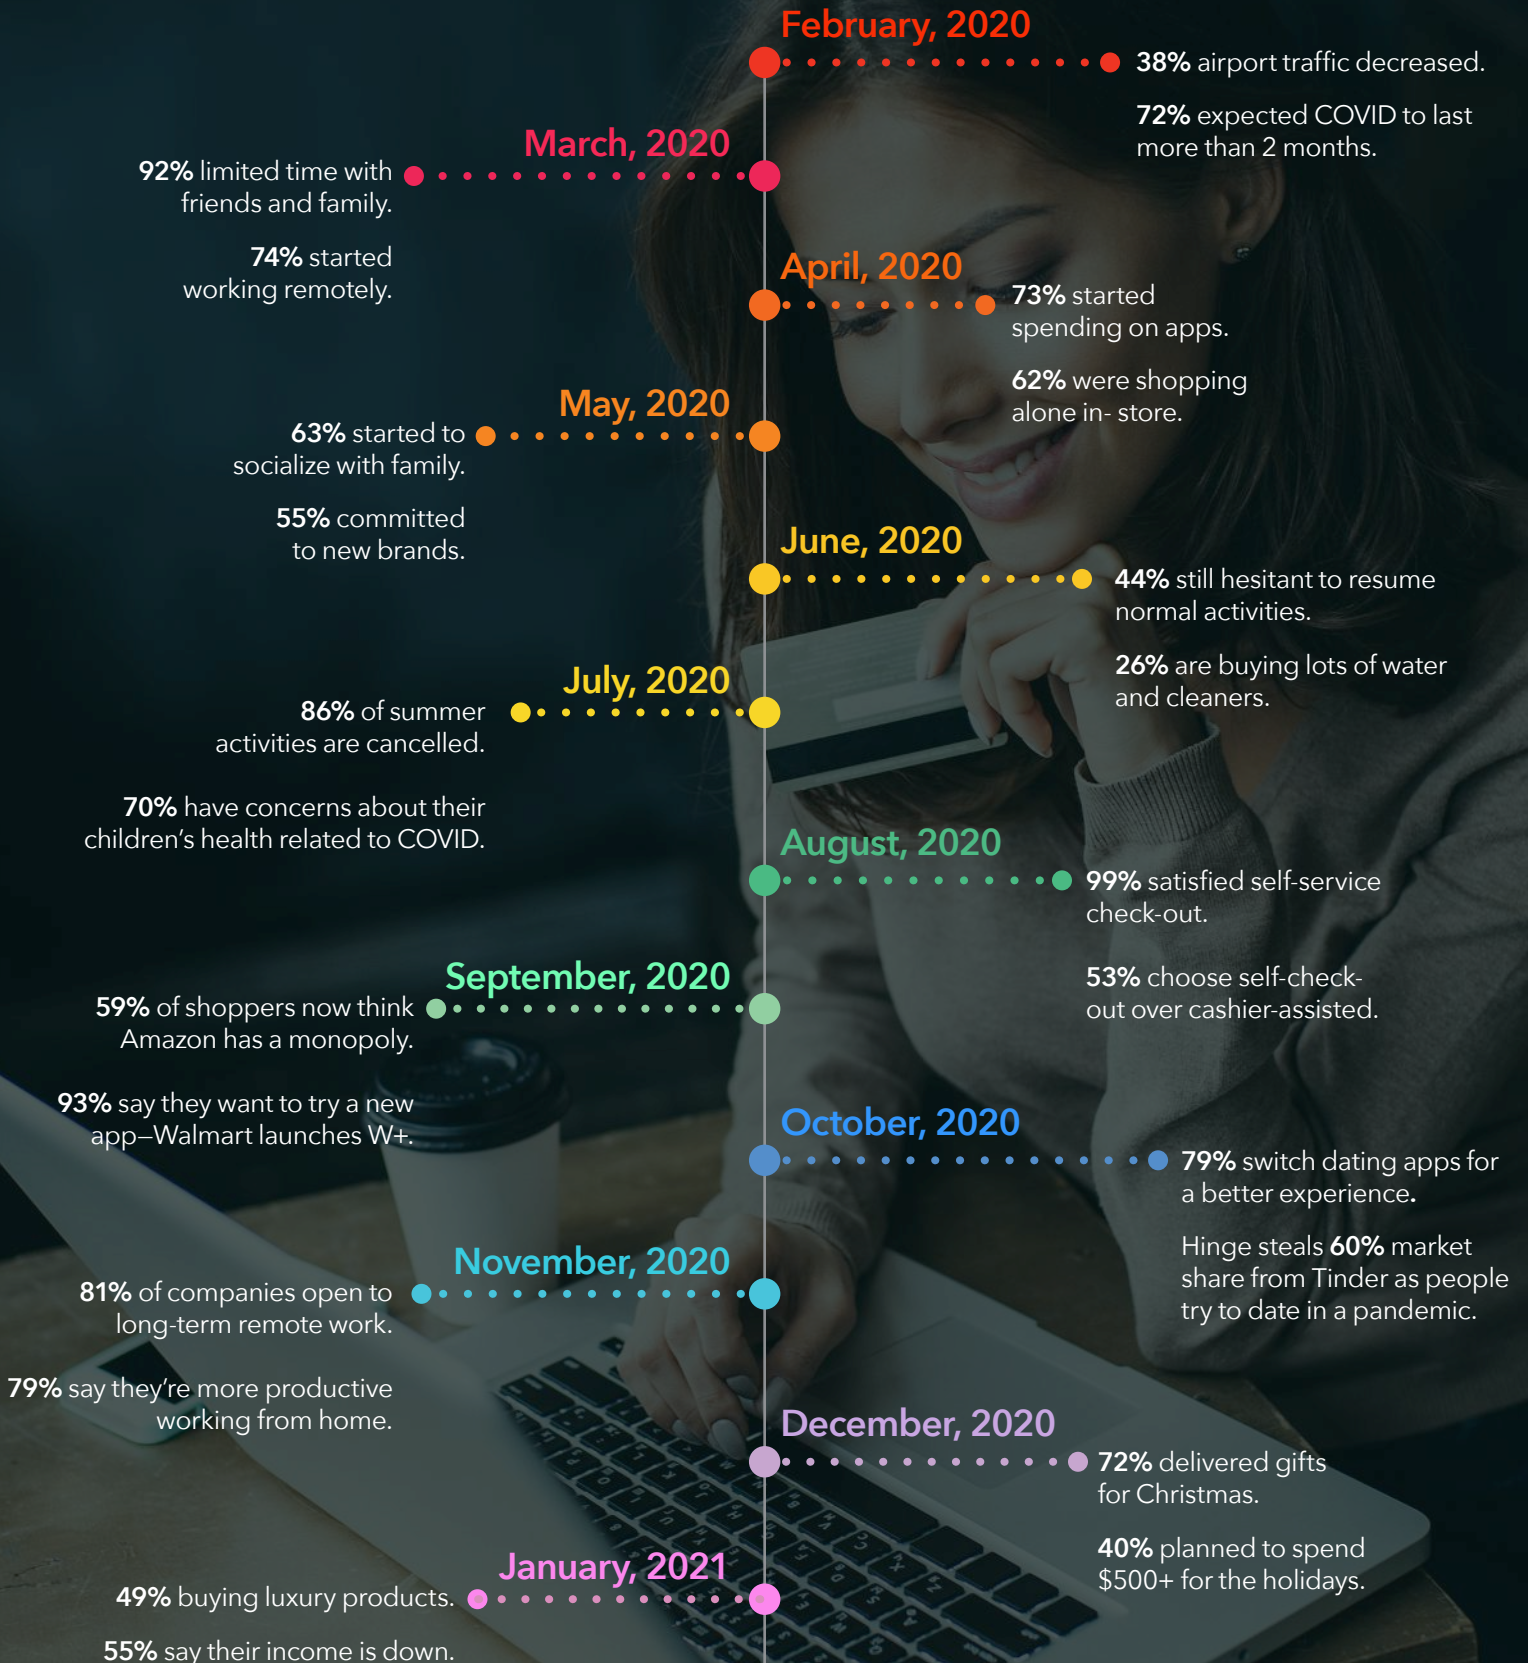 February, 2020
38% airport traffic decreased.
72% expected COVID to last
more than 2 months.
March, 2020
92% limited time with
friends and family.
74% started
working remotely.
April, 2020
73% started
spending on apps.
62% were shopping
alone in- store.
May, 2020
63% started to
socialize with family.
55% committed
to new brands.
June, 2020
44% still hesitant to resume
normal activities.
26% are buying lots of water
and cleaners.
July, 2020
86% of summer
activities are cancelled.
70% have concerns about their
children’s health related to COVID.
August, 2020
99% satisfied self-service
check-out.
53% choose self-check-
out over cashier-assisted.
September, 2020
59% of shoppers now think
Amazon has a monopoly.
93% say they want to try a new
app—Walmart launches W+.
October, 2020
79% switch dating apps for
a better experience.
Hinge steals 60% market
share from Tinder as people
try to date in a pandemic.
November, 2020
81% of companies open to
long-term remote work.
79% say they’re more productive
working from home.
December, 2020
72% delivered gifts
for Christmas.
40% planned to spend
$500+ for the holidays.
January, 2021
49% buying luxury products.
55% say their income is down.